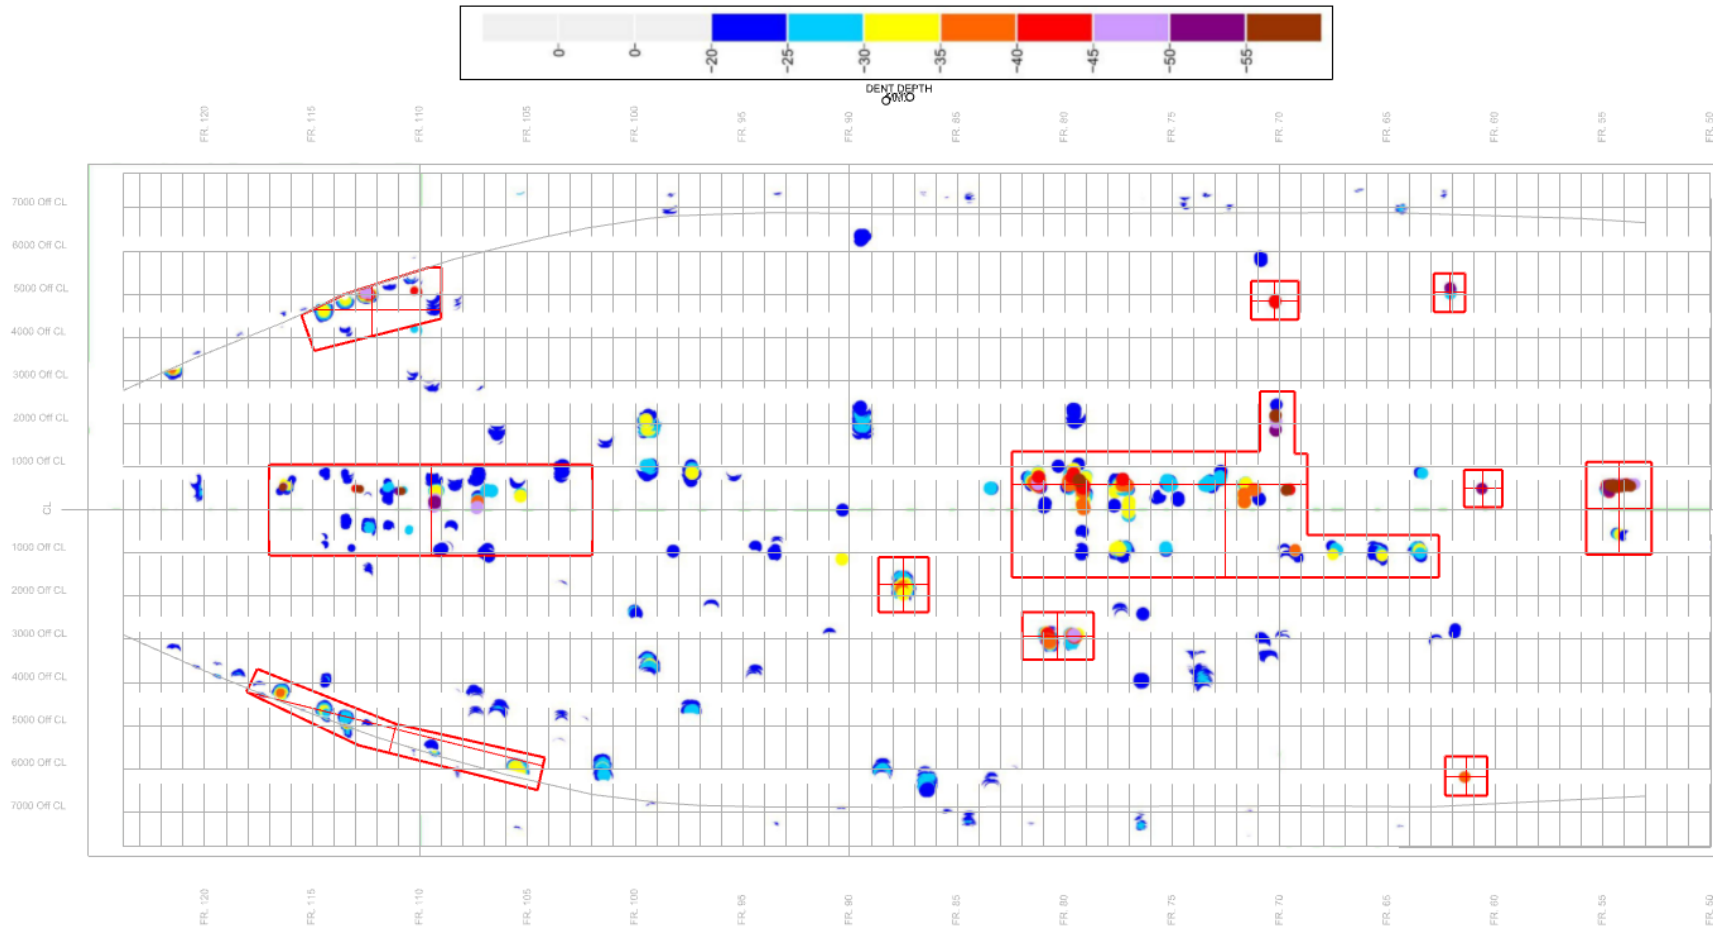 0 0 -20 -25 -30 -35 -40 -45 -50 -55
DENT DEPTH
FR. 120 FR. 115 FR. 110 FR. 105 FR. 100 FR. 95 FR. 90 FR. 85 FR. 80 FR. 75 FR. 70 FR. 65 FR. 60 FR. 55 FR. 50
7000 Off CL
6000 Off CL
5000 Off CL
4000 Off CL
3000 Off CL
2000 Off CL
1000 Off CL
CL
1000 Off CL
2000 Off CL
3000 Off CL
4000 Off CL
5000 Off CL
6000 Off CL
7000 Off CL
FR. 120 FR. 115 FR. 110 FR. 105 FR. 100 FR. 95 FR. 90 FR. 85 FR. 80 FR. 75 FR. 70 FR. 65 FR. 60 FR. 55 FR. 50